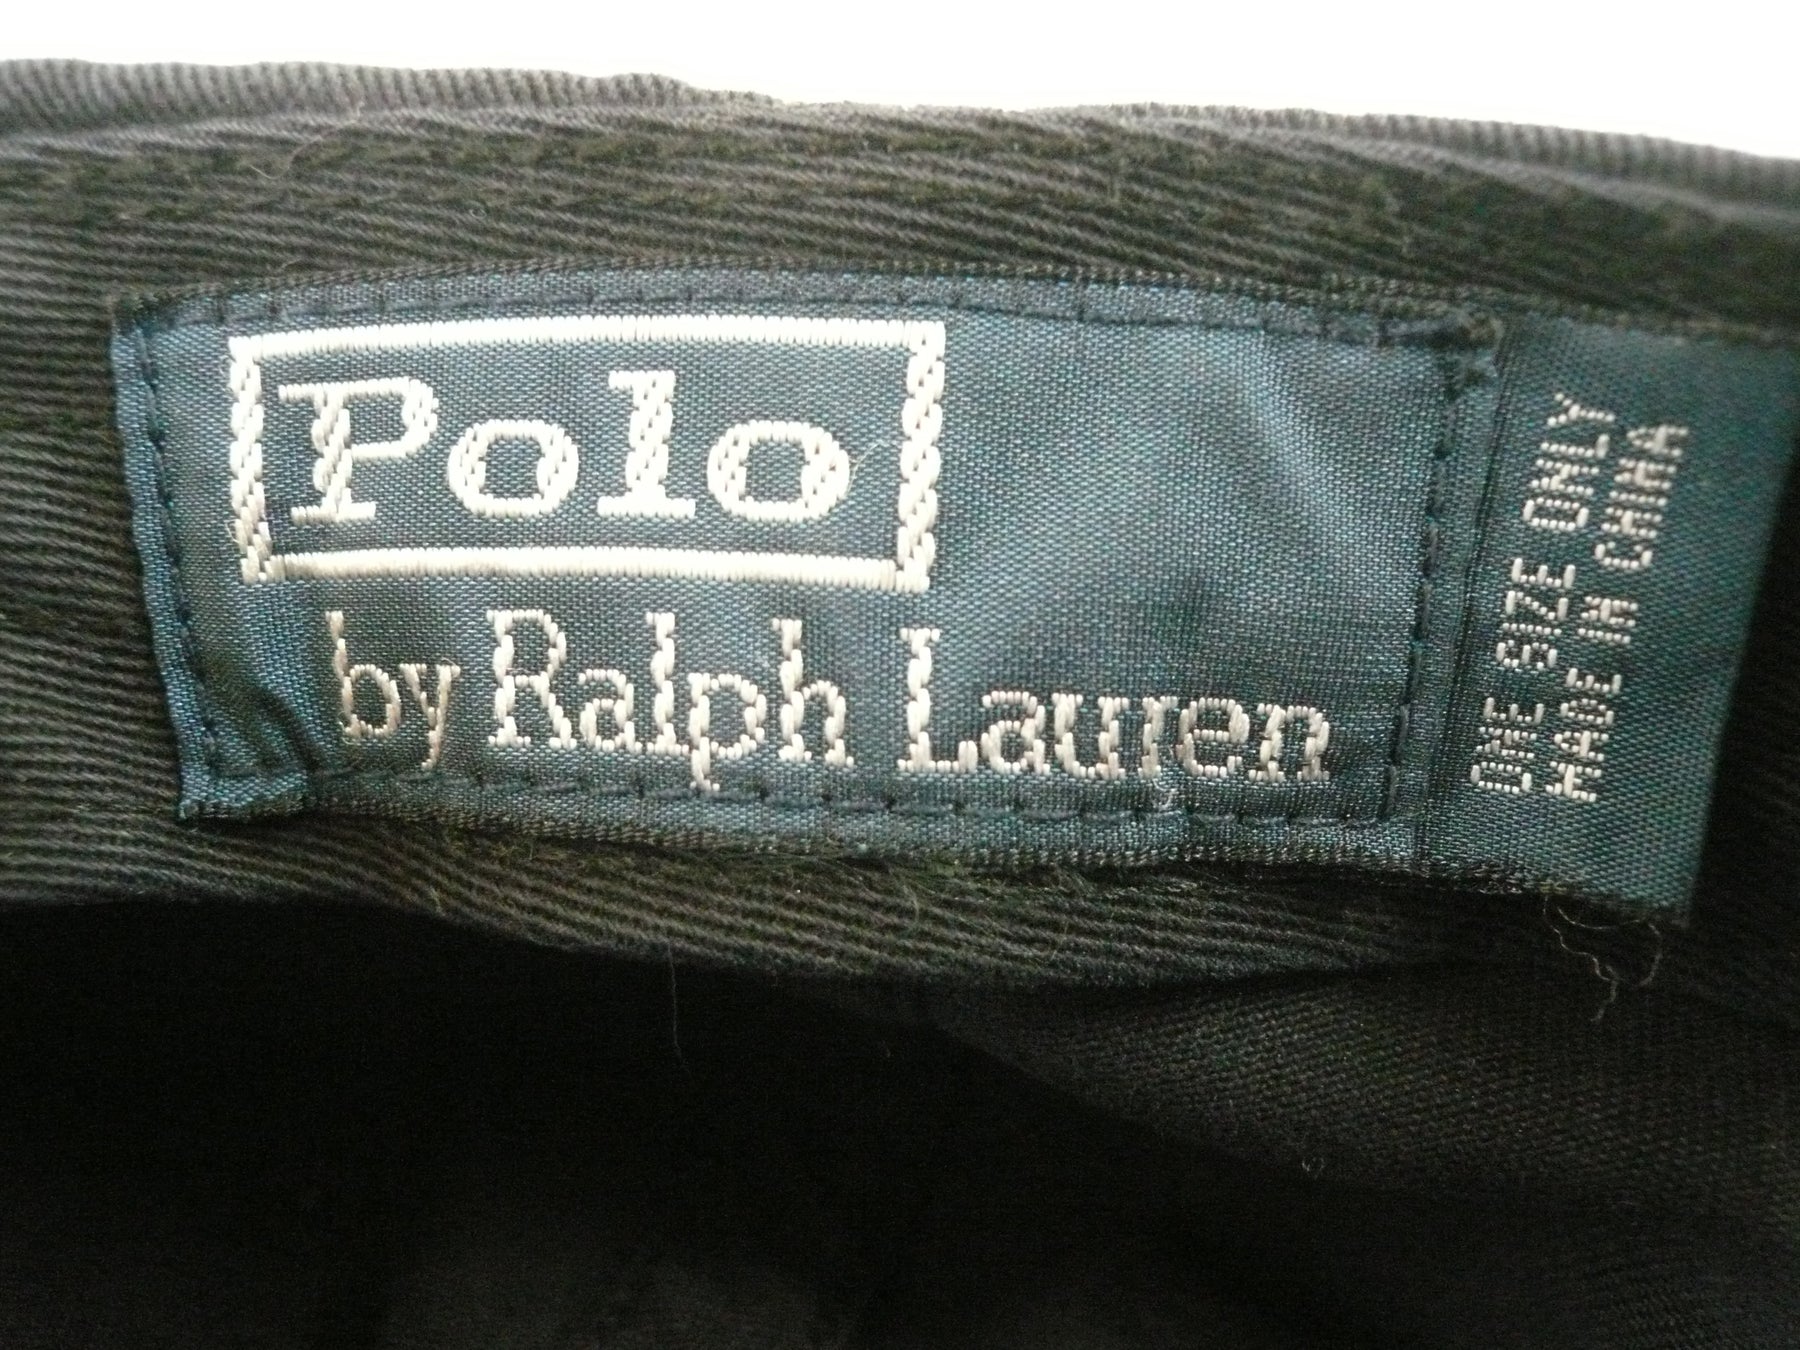 Polo
by Ralph Lauren
ONE SIZE ONLY
MADE IN CHINA